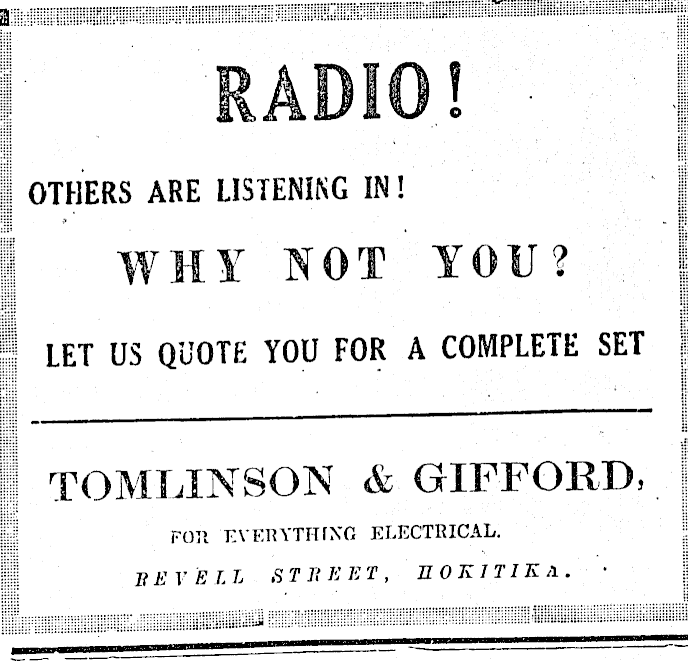 RADIO!
OTHERS ARE LISTENING IN!
WHY NOT YOU?
LET US QUOTE YOU FOR A COMPLETE SET
TOMLINSON & GIFFORD,
FOR EVERYTHING ELECTRICAL.
REVELL STREET, HOKITIKA.